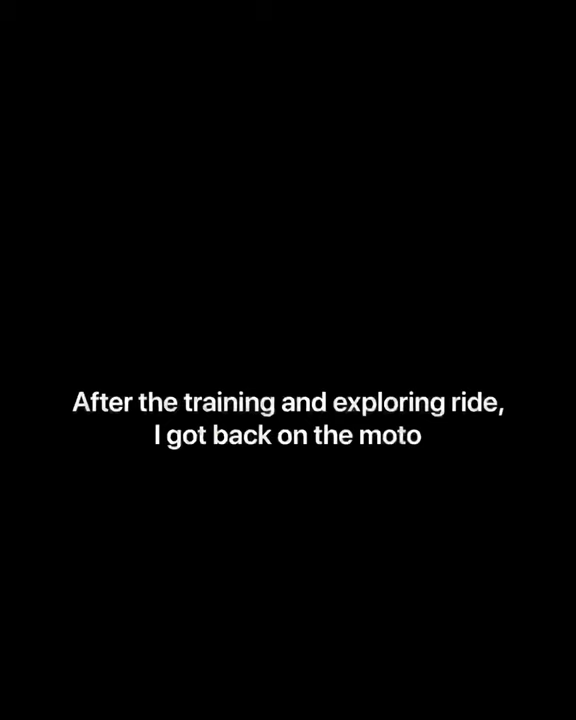 After the training and exploring ride,
I got back on the moto